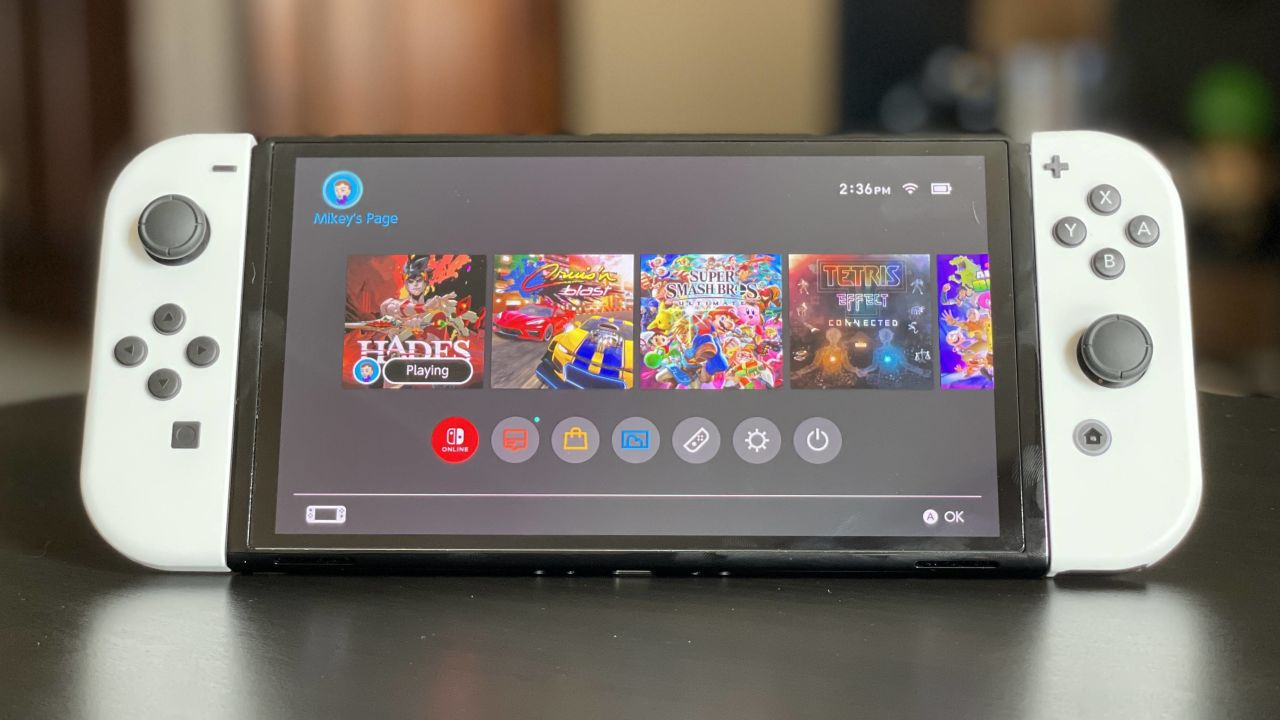 2:36PM
Mikey's Page
HADES
Playing
Cruis'n
blast
SUPER
SMASH BROS
ULTIMATE
TETRIS
EFFECT
CONNECTED
ONLINE
A OK
X
Y
A
B